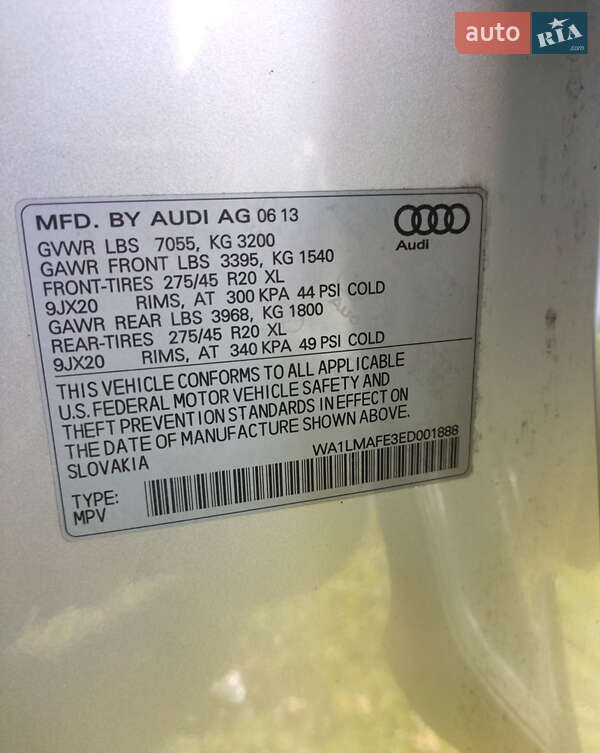 auto RIA .com
MFD. BY AUDI AG 06 13
Audi
GVWR LBS 7055, KG 3200
GAWR FRONT LBS 3395, KG 1540
FRONT-TIRES 275/45 R20 XL
9JX20 RIMS, AT 300 KPA 44 PSI COLD
GAWR REAR LBS 3968, KG 1800
REAR-TIRES 275/45 R20 XL
9JX20 RIMS, AT 340 KPA 49 PSI COLD
THIS VEHICLE CONFORMS TO ALL APPLICABLE
U.S. FEDERAL MOTOR VEHICLE SAFETY AND
THEFT PREVENTION STANDARDS IN EFFECT ON
THE DATE OF MANUFACTURE SHOWN ABOVE.
SLOVAKIA
WA1LMAFE3ED001888
TYPE:
MPV